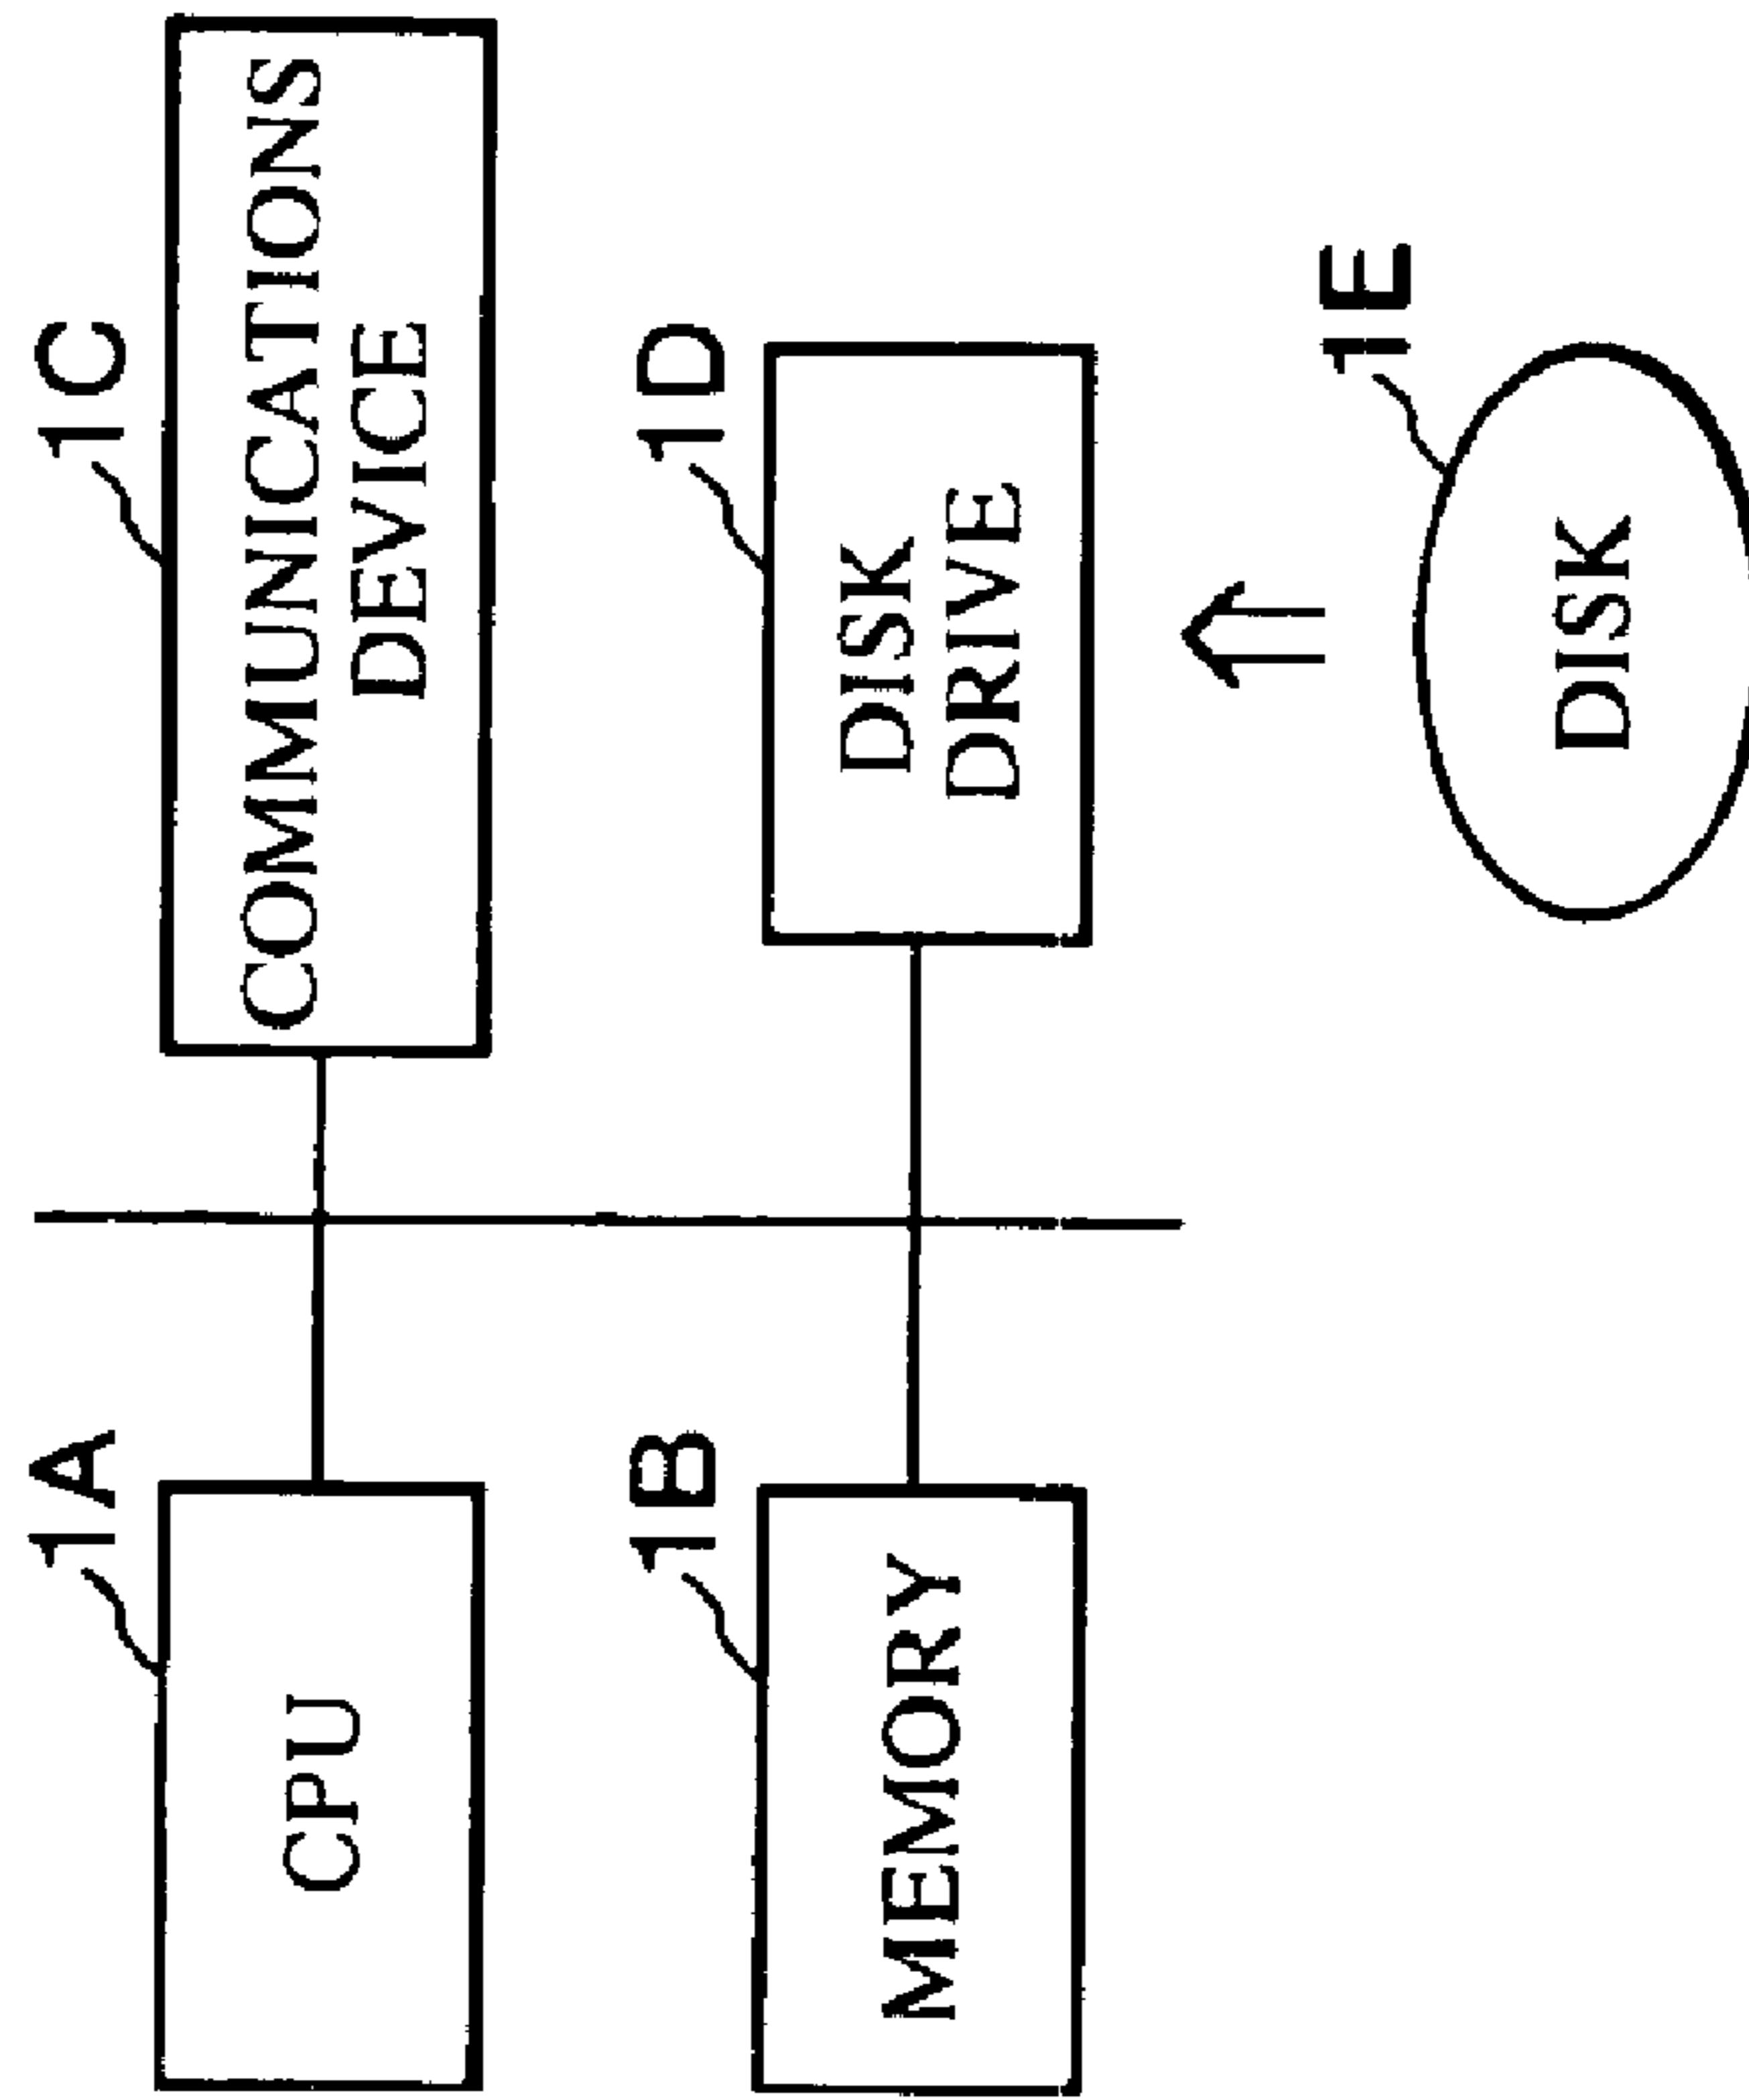 1A
CPU
1C
COMMUNICATIONS
DEVICE
1B
MEMORY
1D
DISK
DRIVE
1E
DISK